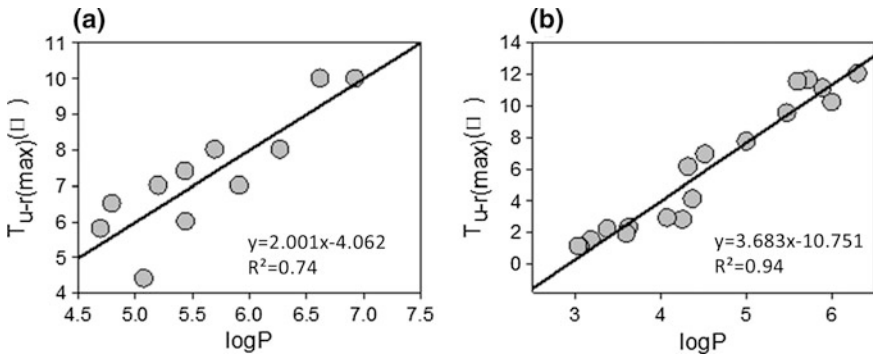 (a)
11
10
9
8
7
6
5
4
T u-r(max) (□ )
y=2.001x-4.062
R²=0.74
4.5 5.0 5.5 6.0 6.5 7.0 7.5
logP
(b)
14
12
10
8
6
4
2
0
T u-r(max) (□ )
y=3.683x-10.751
R²=0.94
3 4 5 6
logP